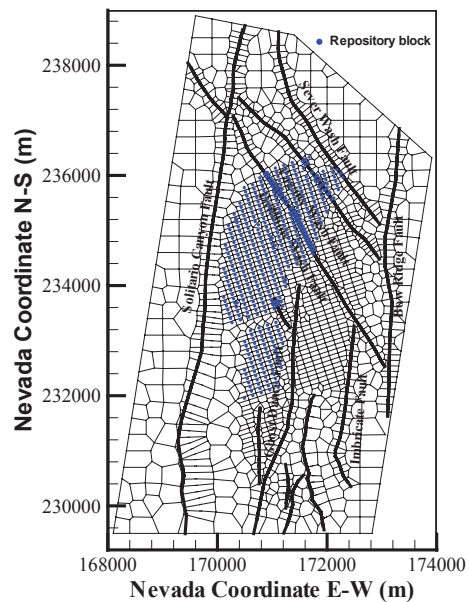 Repository block
238000
236000
234000
232000
230000
Nevada Coordinate N-S (m)
Sever Wash Fault
Solitario Canyon Fault
Bow Ridge Fault
Imbricate Fault
168000 170000 172000 174000
Nevada Coordinate E-W (m)